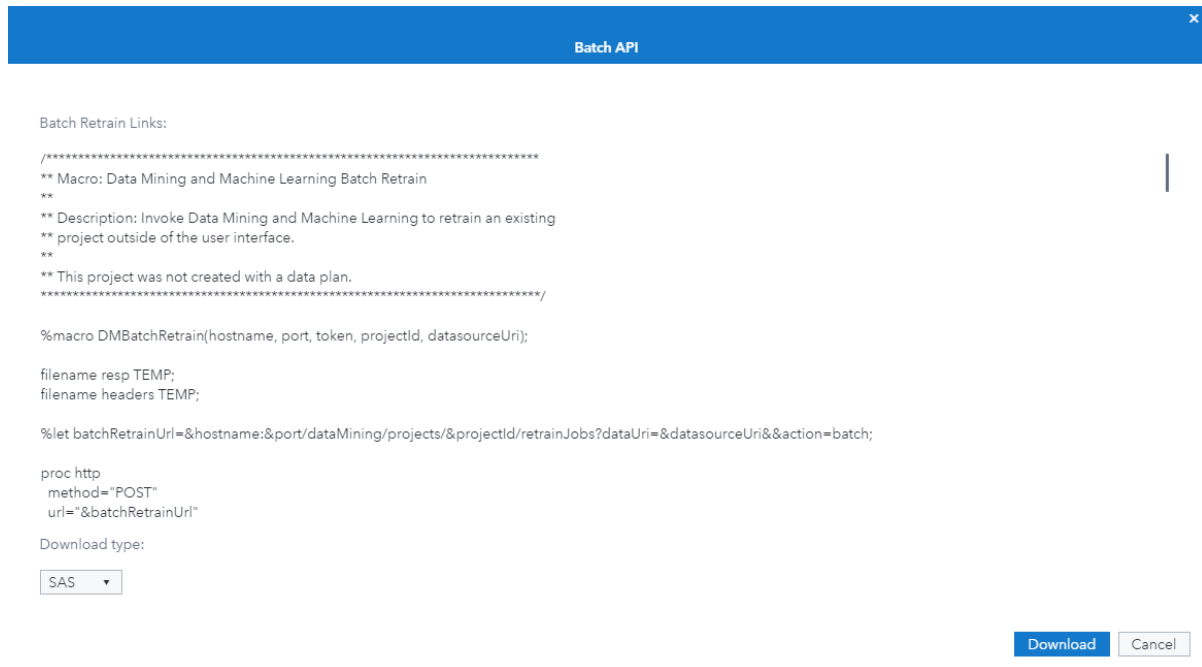 ×
Batch API
Batch Retrain Links:
/*****************************************************************************
** Macro: Data Mining and Machine Learning Batch Retrain
**
** Description: Invoke Data Mining and Machine Learning to retrain an existing
** project outside of the user interface.
**
** This project was not created with a data plan.
******************************************************************************/
%macro DMBatchRetrain(hostname, port, token, projectId, datasourceUri);
filename resp TEMP;
filename headers TEMP;
%let batchRetrainUrl=&hostname:&port/dataMining/projects/&projectId/retrainJobs?dataUri=&datasourceUri&&action=batch;
proc http
method="POST"
url="&batchRetrainUrl"
Download type:
SAS ▼
Download Cancel